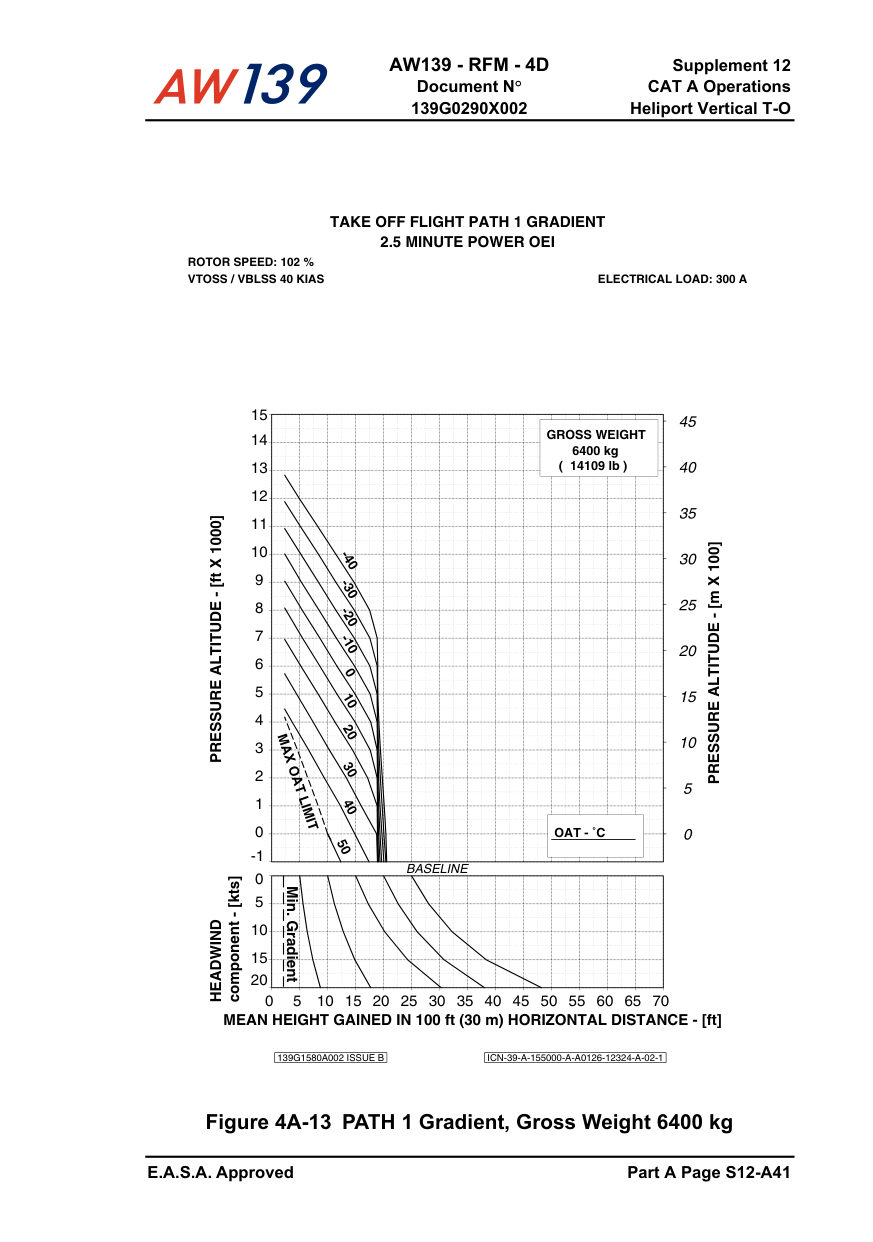 AW139
AW139 - RFM - 4D
Document N°
139G0290X002
Supplement 12
CAT A Operations
Heliport Vertical T-O
TAKE OFF FLIGHT PATH 1 GRADIENT
2.5 MINUTE POWER OEI
ROTOR SPEED: 102 %
VTOSS / VBLSS 40 KIAS
ELECTRICAL LOAD: 300 A
PRESSURE ALTITUDE - [ft X 1000]
15
14
13
12
11
10
9
8
7
6
5
4
3
2
1
0
-1
GROSS WEIGHT
6400 kg
( 14109 lb )
-40
-30
-20
-10
0
10
20
30
40
50
MAX OAT LIMIT
OAT - ˚C
45
40
35
30
25
20
15
10
5
0
PRESSURE ALTITUDE - [m X 100]
BASELINE
HEADWIND
component - [kts]
0
5
10
15
20
Min. Gradient
0 5 10 15 20 25 30 35 40 45 50 55 60 65 70
MEAN HEIGHT GAINED IN 100 ft (30 m) HORIZONTAL DISTANCE - [ft]
139G1580A002 ISSUE B
ICN-39-A-155000-A-A0126-12324-A-02-1
Figure 4A-13 PATH 1 Gradient, Gross Weight 6400 kg
E.A.S.A. Approved
Part A Page S12-A41